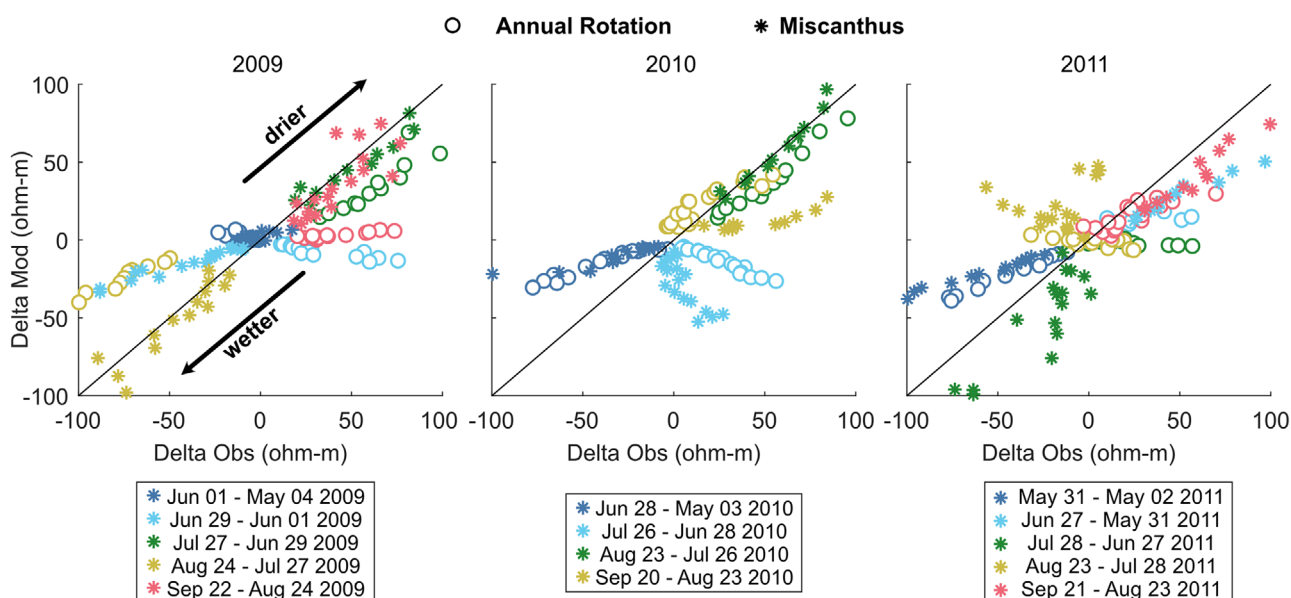 Annual Rotation
Miscanthus
2009
2010
2011
100
50
0
-50
-100
Delta Mod (ohm-m)
drier
wetter
-100 -50 0 50 100
-100 -50 0 50 100
-100 -50 0 50 100
Delta Obs (ohm-m)
Delta Obs (ohm-m)
Delta Obs (ohm-m)
Jun 01 - May 04 2009
Jun 29 - Jun 01 2009
Jul 27 - Jun 29 2009
Aug 24 - Jul 27 2009
Sep 22 - Aug 24 2009
Jun 28 - May 03 2010
Jul 26 - Jun 28 2010
Aug 23 - Jul 26 2010
Sep 20 - Aug 23 2010
May 31 - May 02 2011
Jun 27 - May 31 2011
Jul 28 - Jun 27 2011
Aug 23 - Jul 28 2011
Sep 21 - Aug 23 2011